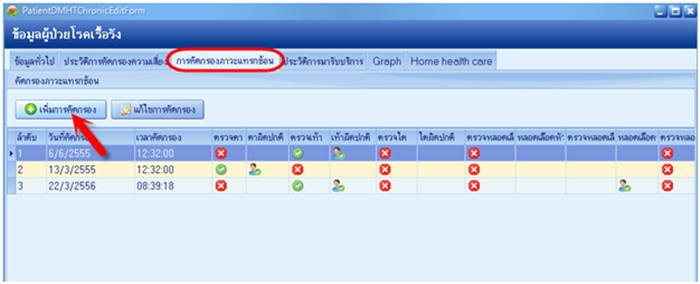 PatientDMHTChronicEditForm
ข้อมูลผู้ป่วยโรคเรื้อรัง
ข้อมูลทั่วไป ประวัติการคัดกรองความเสี่ยง การคัดกรองภาวะแทรกซ้อน ประวัติการมารับบริการ Graph Home health care
คัดกรองภาวะแทรกซ้อน
เพิ่มการคัดกรอง แก้ไขการคัดกรอง
ลำดับ วันที่คัดกร เวลาคัดกรอง ตรวจตา ตาผิดปกติ ตรวจเท้า เท้าผิดปกติ ตรวจไต ไตผิดปกติ ตรวจหลอดเลื หลอดเลือดหั ตรวจหลอดเลื หลอดเลือด ตรวจหลอ
1 6/6/2555 12:32:00
2 13/3/2555 12:32:00
3 22/3/2556 08:39:18